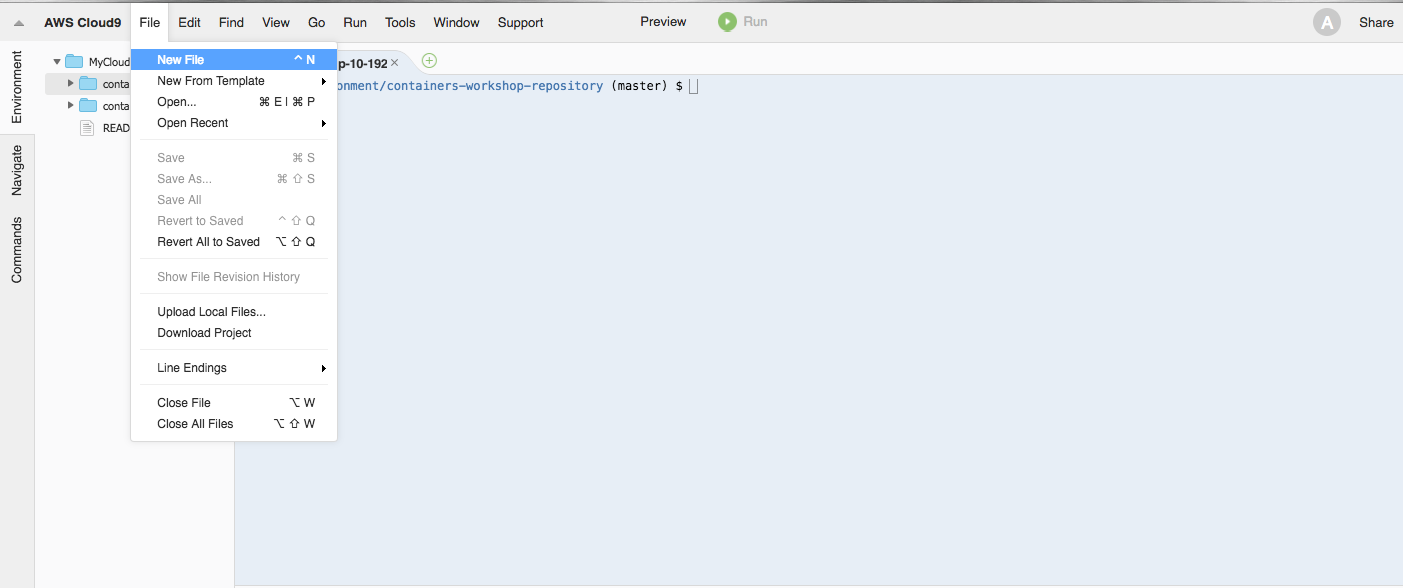 AWS Cloud9 File Edit Find View Go Run Tools Window Support Preview Run A Share
Environment
Navigate
Commands
MyCloud
conta
conta
READ
New File ^ N
New From Template
Open... ⌘ E | ⌘ P
Open Recent
Save ⌘ S
Save As... ⌘ ⇧ S
Save All
Revert to Saved ^ ⇧ Q
Revert All to Saved ⌥ ⇧ Q
Show File Revision History
Upload Local Files...
Download Project
Line Endings
Close File ⌥ W
Close All Files ⌥ ⇧ W
p-10-192
onment/containers-workshop-repository (master) $